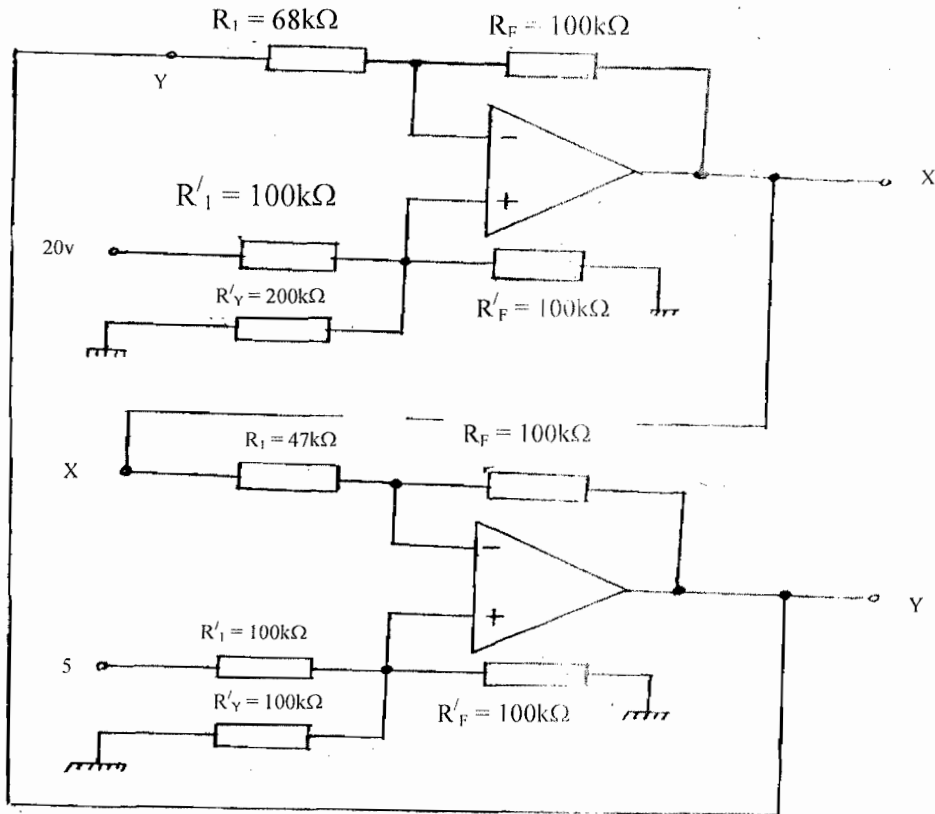 R₁ = 68kΩ
R_F = 100kΩ
Y
−
R′₁ = 100kΩ
X
+
20v
R′_Y = 200kΩ
R′_F = 100kΩ
R₁ = 47kΩ
R_F = 100kΩ
X
−
+
Y
R′₁ = 100kΩ
5
R′_Y = 100kΩ
R′_F = 100kΩ